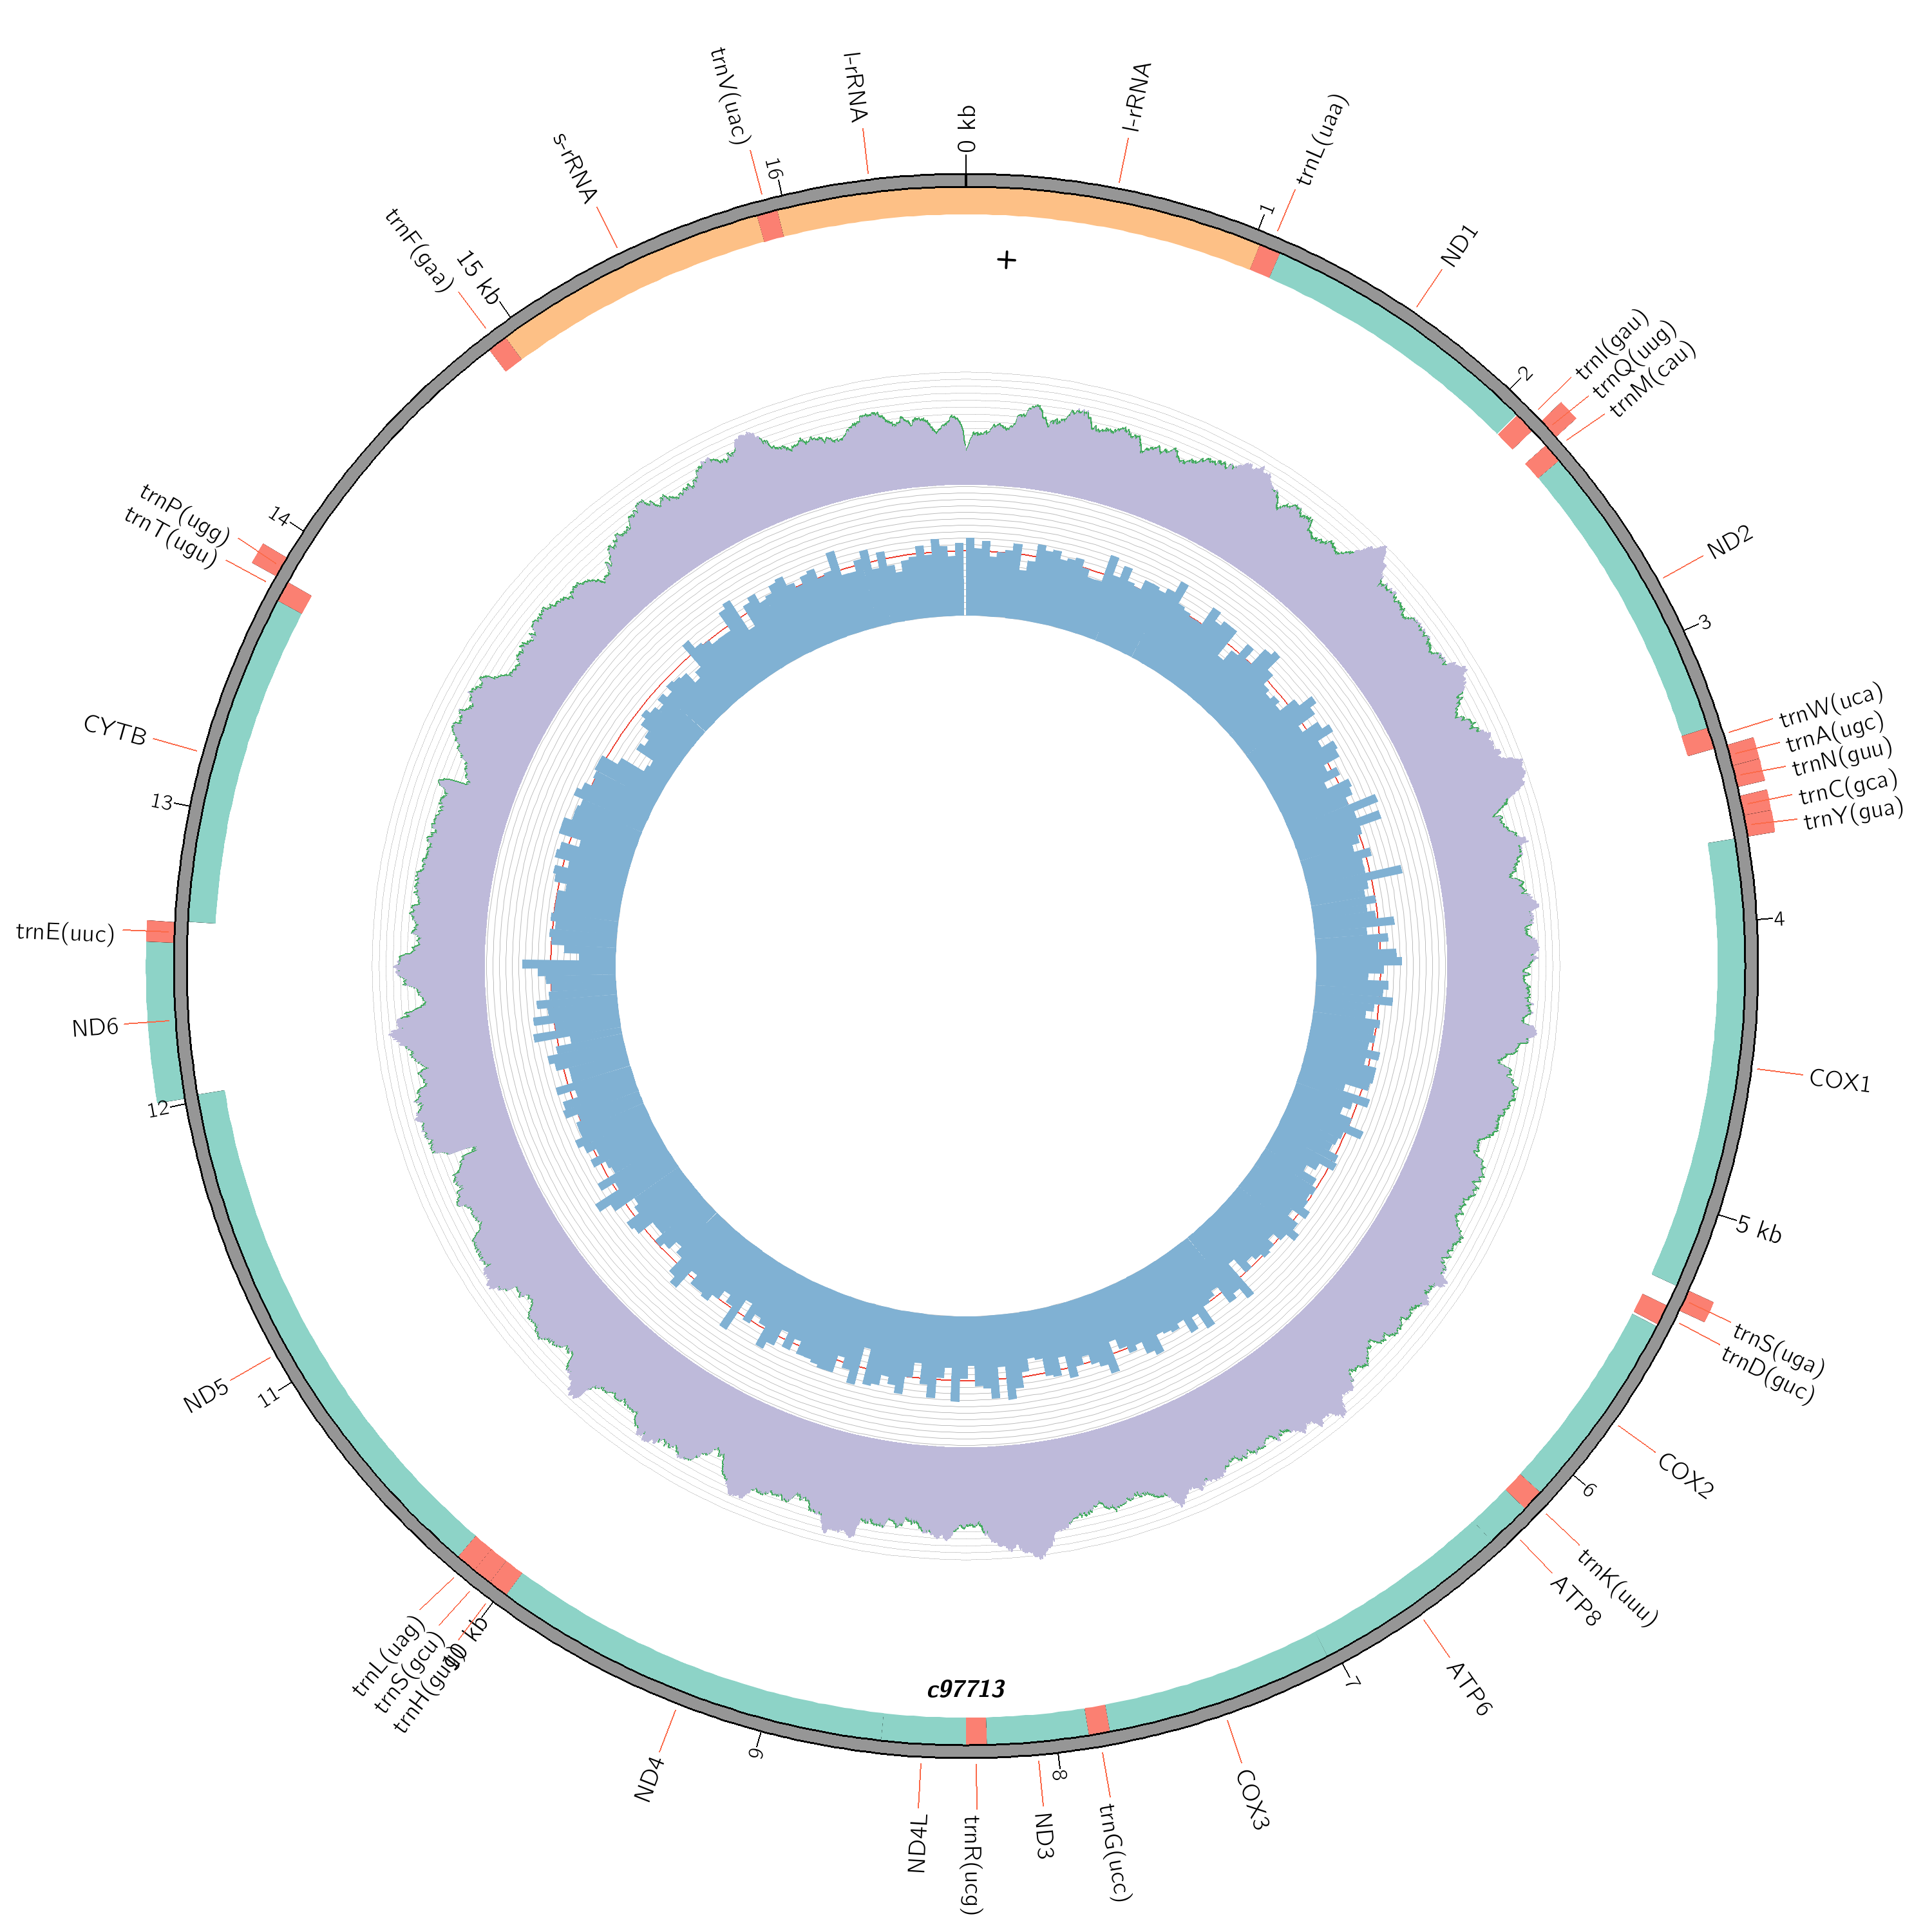 0 kb
l-rRNA
1
trnL(uaa)
ND1
2
trnI(gau)
trnQ(uug)
trnM(cau)
ND2
3
trnW(uca)
trnA(ugc)
trnN(guu)
trnC(gca)
trnY(gua)
4
COX1
5 kb
trnS(uga)
trnD(guc)
COX2
6
trnK(uuu)
ATP8
ATP6
7
COX3
trnG(ucc)
8
ND3
trnR(ucg)
ND4L
9
ND4
10 kb
trnH(gug)
trnS(gcu)
trnL(uag)
11
ND5
12
ND6
trnE(uuc)
13
CYTB
trnT(ugu)
trnP(ugg)
14
trnF(gaa)
15 kb
s-rRNA
trnV(uac)
16
l-rRNA
+
c97713